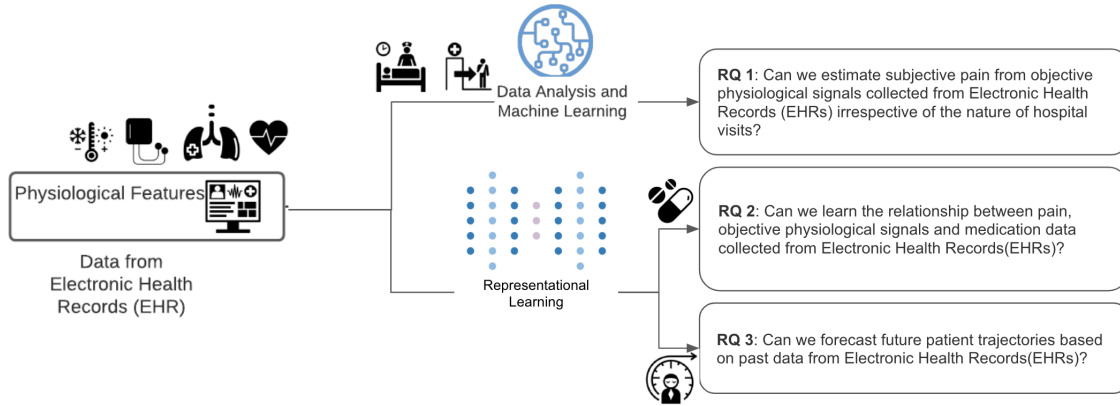 Physiological Features
Data from
Electronic Health
Records (EHR)
Data Analysis and
Machine Learning
Representational
Learning
RQ 1: Can we estimate subjective pain from objective
physiological signals collected from Electronic Health
Records (EHRs) irrespective of the nature of hospital
visits?
RQ 2: Can we learn the relationship between pain,
objective physiological signals and medication data
collected from Electronic Health Records(EHRs)?
RQ 3: Can we forecast future patient trajectories based
on past data from Electronic Health Records(EHRs)?